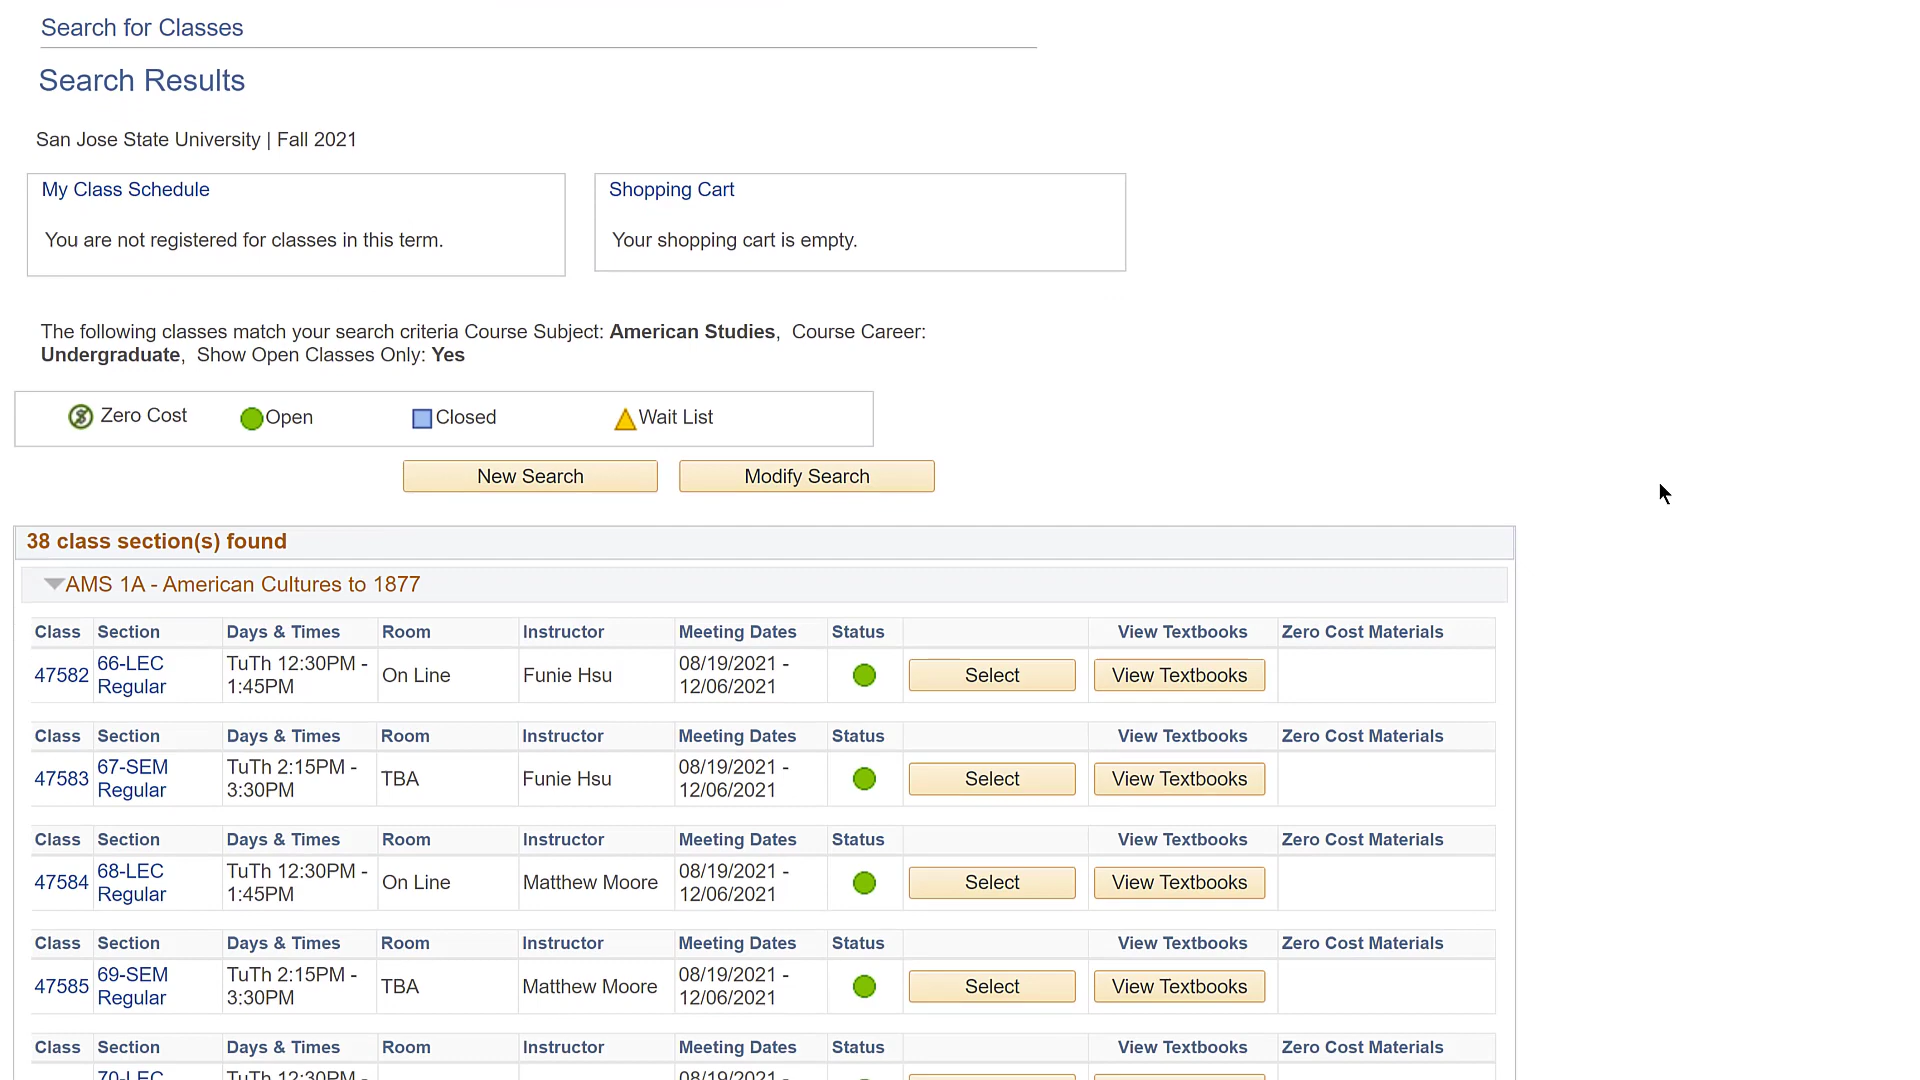 Search for Classes
Search Results
San Jose State University | Fall 2021
My Class Schedule
You are not registered for classes in this term.
Shopping Cart
Your shopping cart is empty.
The following classes match your search criteria Course Subject: American Studies,  Course Career:
Undergraduate,  Show Open Classes Only: Yes
Zero Cost Open Closed Wait List
New Search Modify Search
38 class section(s) found
AMS 1A - American Cultures to 1877
Class Section Days & Times Room Instructor Meeting Dates Status View Textbooks Zero Cost Materials
47582 66-LEC Regular TuTh 12:30PM - 1:45PM On Line Funie Hsu 08/19/2021 - 12/06/2021 Select View Textbooks
Class Section Days & Times Room Instructor Meeting Dates Status View Textbooks Zero Cost Materials
47583 67-SEM Regular TuTh 2:15PM - 3:30PM TBA Funie Hsu 08/19/2021 - 12/06/2021 Select View Textbooks
Class Section Days & Times Room Instructor Meeting Dates Status View Textbooks Zero Cost Materials
47584 68-LEC Regular TuTh 12:30PM - 1:45PM On Line Matthew Moore 08/19/2021 - 12/06/2021 Select View Textbooks
Class Section Days & Times Room Instructor Meeting Dates Status View Textbooks Zero Cost Materials
47585 69-SEM Regular TuTh 2:15PM - 3:30PM TBA Matthew Moore 08/19/2021 - 12/06/2021 Select View Textbooks
Class Section Days & Times Room Instructor Meeting Dates Status View Textbooks Zero Cost Materials
70-LEC TuTh 12:30PM - 08/19/2021 -